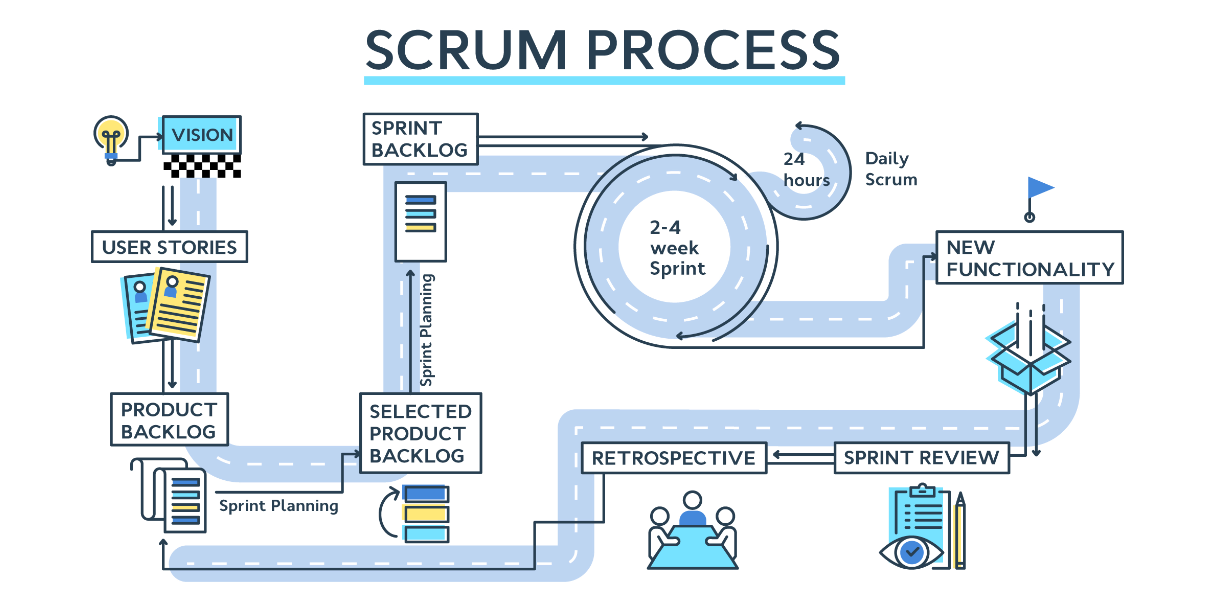 SCRUM PROCESS
VISION
USER STORIES
PRODUCT
BACKLOG
Sprint Planning
SELECTED
PRODUCT
BACKLOG
Sprint Planning
SPRINT
BACKLOG
2-4
week
Sprint
24
hours
Daily
Scrum
NEW
FUNCTIONALITY
SPRINT REVIEW
RETROSPECTIVE